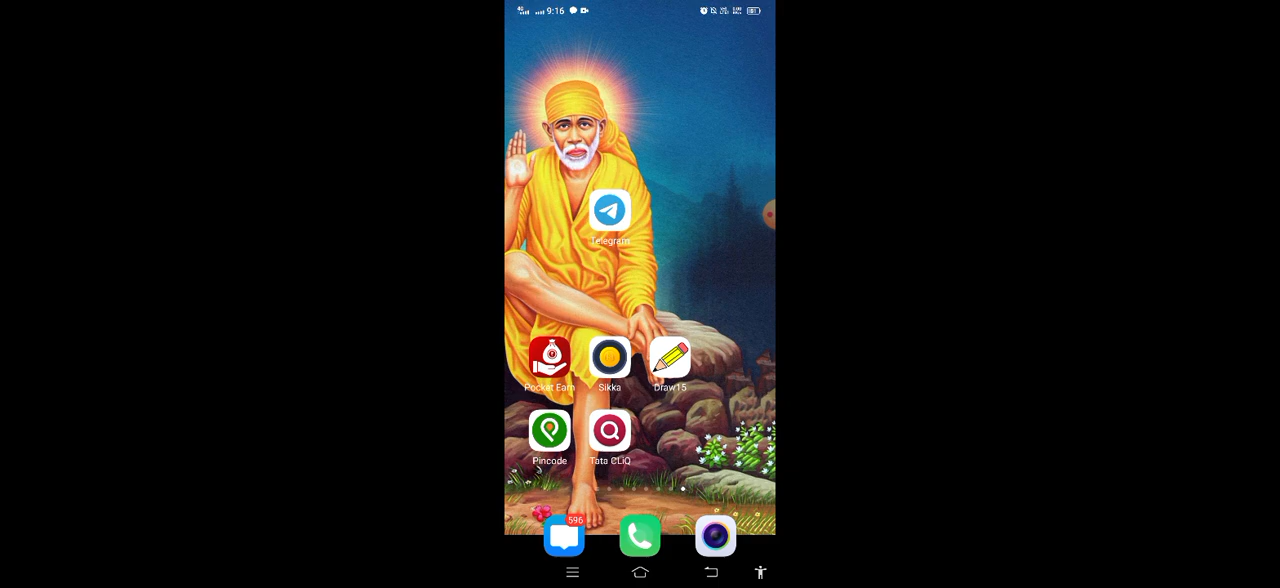 9:16
Telegram
Pocket Earn
Sikka
Draw15
Pincode
Tata CLiQ
596